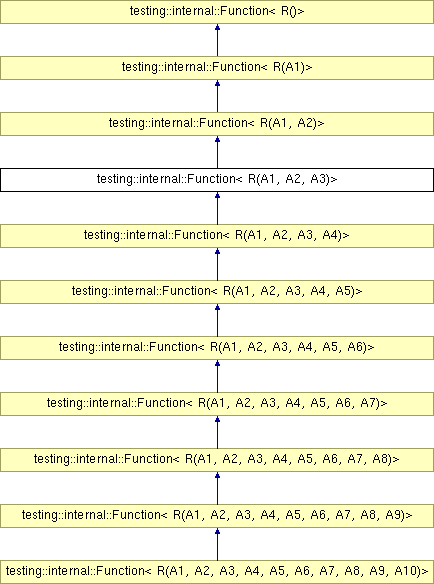 testing::internal::Function< R()>
testing::internal::Function< R(A1)>
testing::internal::Function< R(A1, A2)>
testing::internal::Function< R(A1, A2, A3)>
testing::internal::Function< R(A1, A2, A3, A4)>
testing::internal::Function< R(A1, A2, A3, A4, A5)>
testing::internal::Function< R(A1, A2, A3, A4, A5, A6)>
testing::internal::Function< R(A1, A2, A3, A4, A5, A6, A7)>
testing::internal::Function< R(A1, A2, A3, A4, A5, A6, A7, A8)>
testing::internal::Function< R(A1, A2, A3, A4, A5, A6, A7, A8, A9)>
testing::internal::Function< R(A1, A2, A3, A4, A5, A6, A7, A8, A9, A10)>